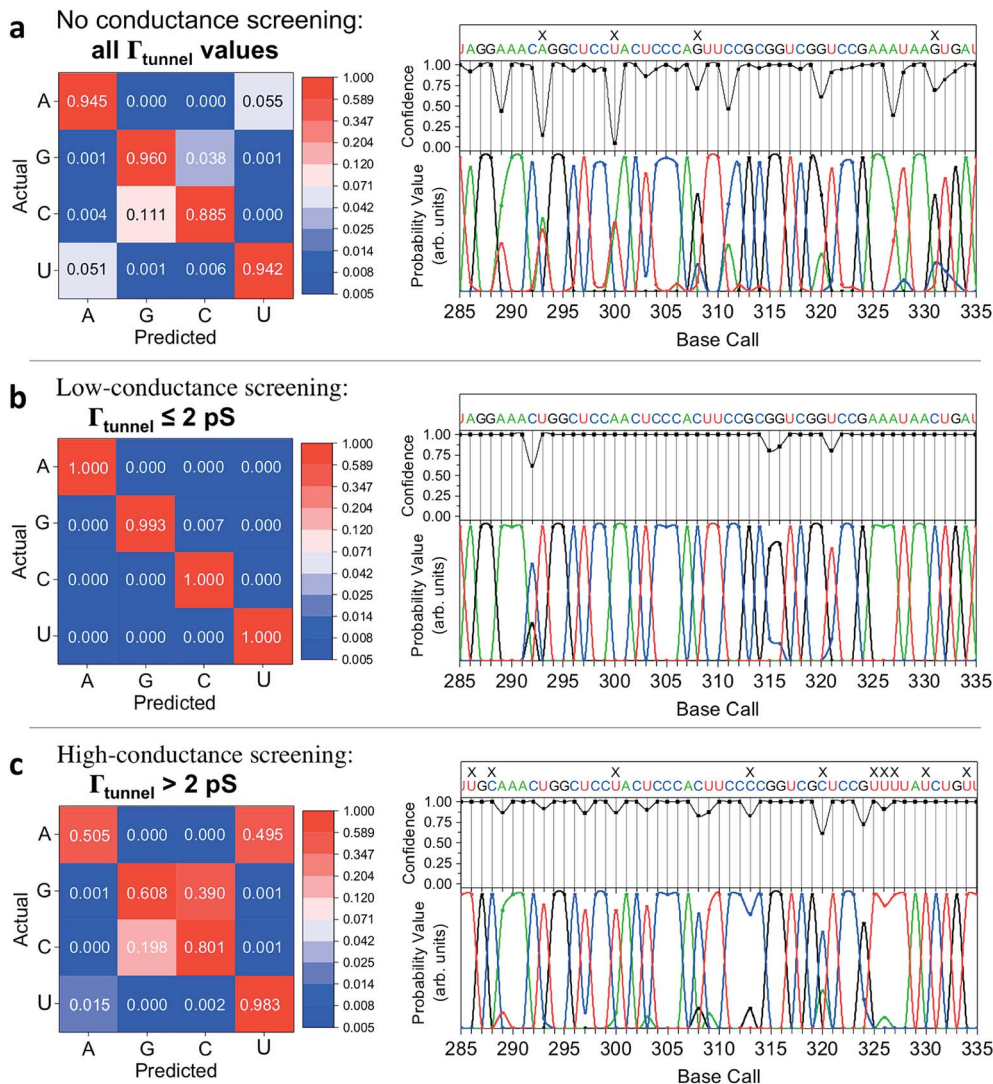 a
No conductance screening:
all Γtunnel values
Actual
A
G
C
U
0.945 0.000 0.000 0.055
0.001 0.960 0.038 0.001
0.004 0.111 0.885 0.000
0.051 0.001 0.006 0.942
A G C U
Predicted
1.000
0.589
0.347
0.204
0.120
0.071
0.042
0.025
0.014
0.008
0.005
X X X X
UAGGAAACAGGCUCCUACUCCCAGUUCCGCGGUCGGUCCGAAAUAAGUGAU
Confidence
1.00
0.75
0.50
0.25
0.00
Probability Value
(arb. units)
285 290 295 300 305 310 315 320 325 330 335
Base Call
b
Low-conductance screening:
Γtunnel ≤ 2 pS
Actual
A
G
C
U
1.000 0.000 0.000 0.000
0.000 0.993 0.007 0.000
0.000 0.000 1.000 0.000
0.000 0.000 0.000 1.000
A G C U
Predicted
1.000
0.589
0.347
0.204
0.120
0.071
0.042
0.025
0.014
0.008
0.005
UAGGAAACUGGCUCCAACUCCCACUUCCGCGGUCGGUCCGAAAUAACUGAU
Confidence
1.00
0.75
0.50
0.25
0.00
Probability Value
(arb. units)
285 290 295 300 305 310 315 320 325 330 335
Base Call
c
High-conductance screening:
Γtunnel > 2 pS
Actual
A
G
C
U
0.505 0.000 0.000 0.495
0.001 0.608 0.390 0.001
0.000 0.198 0.801 0.001
0.015 0.000 0.002 0.983
A G C U
Predicted
1.000
0.589
0.347
0.204
0.120
0.071
0.042
0.025
0.014
0.008
0.005
X X X X X XXX X X
UUGCAAACUGGCUCCUACUCCCACUUCCCCGGUCGCUCCGUUUUAUCUGUU
Confidence
1.00
0.75
0.50
0.25
0.00
Probability Value
(arb. units)
285 290 295 300 305 310 315 320 325 330 335
Base Call